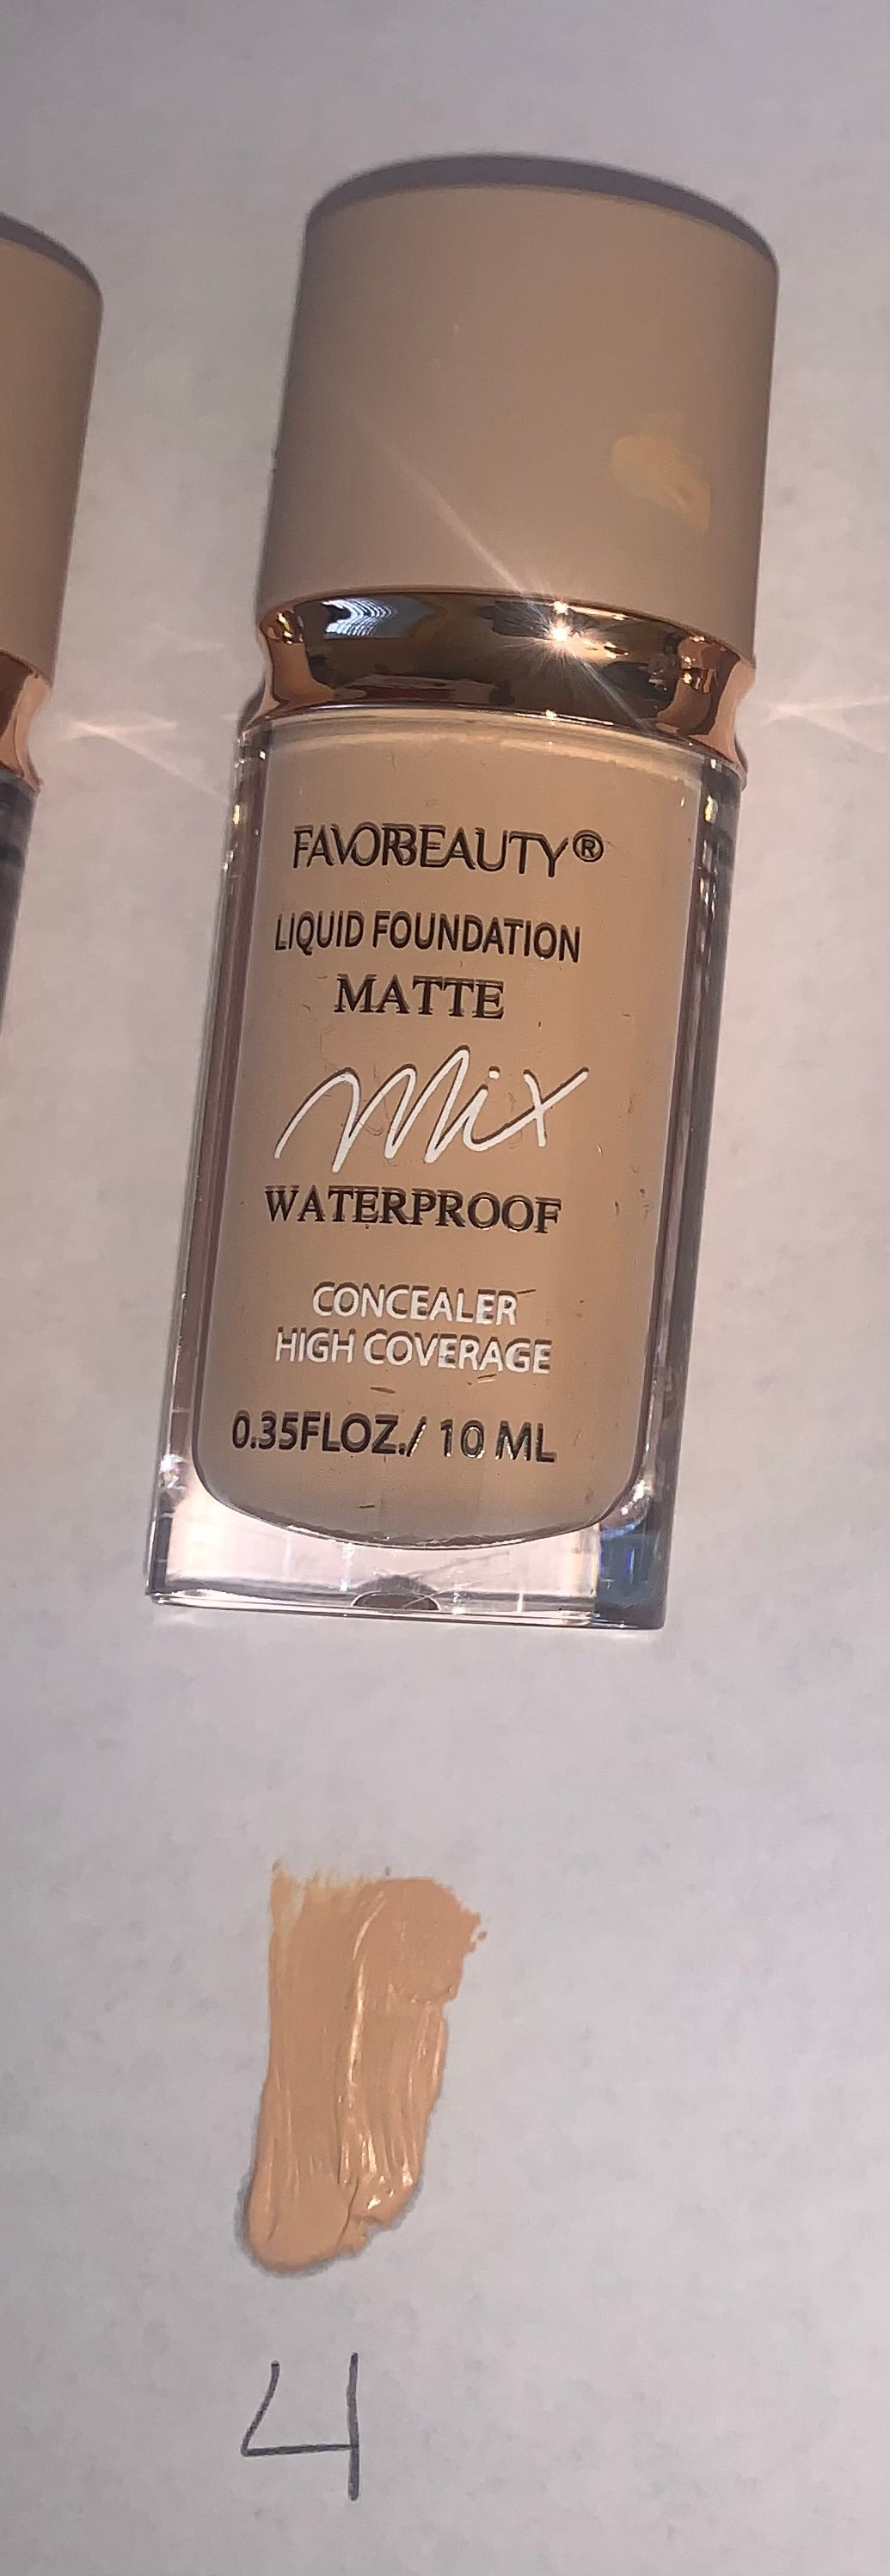 FAVORBEAUTY®
LIQUID FOUNDATION
MATTE
Mix
WATERPROOF
CONCEALER
HIGH COVERAGE
0.35FLOZ./ 10 ML
4